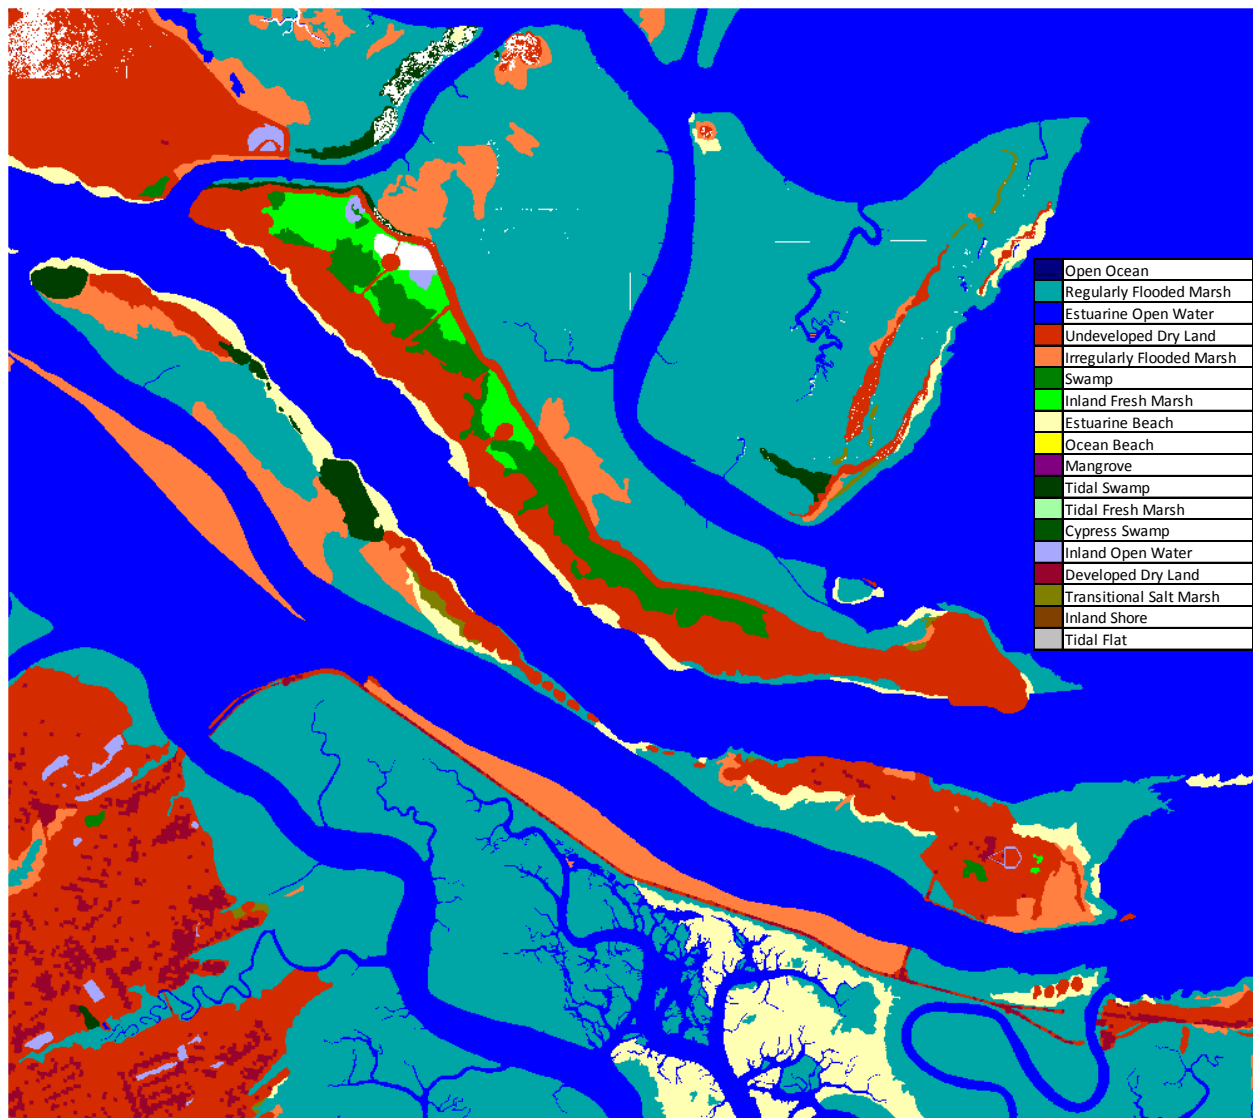 Open Ocean
Regularly Flooded Marsh
Estuarine Open Water
Undeveloped Dry Land
Irregularly Flooded Marsh
Swamp
Inland Fresh Marsh
Estuarine Beach
Ocean Beach
Mangrove
Tidal Swamp
Tidal Fresh Marsh
Cypress Swamp
Inland Open Water
Developed Dry Land
Transitional Salt Marsh
Inland Shore
Tidal Flat